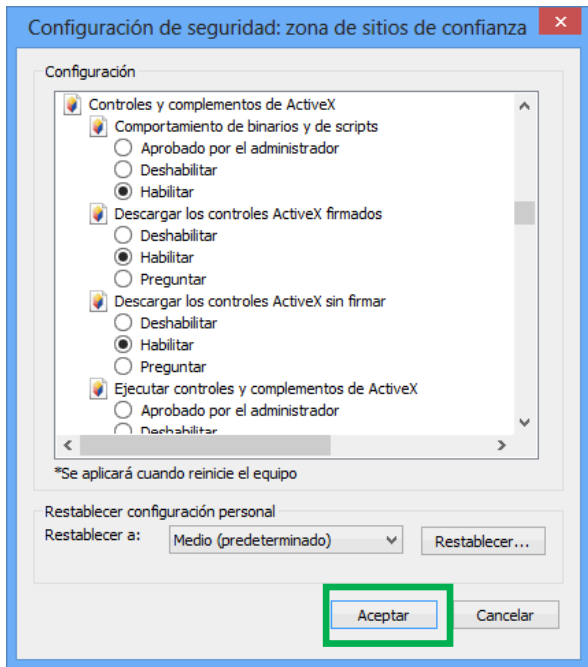 Configuración de seguridad: zona de sitios de confianza
Configuración
Controles y complementos de ActiveX
Comportamiento de binarios y de scripts
Aprobado por el administrador
Deshabilitar
Habilitar
Descargar los controles ActiveX firmados
Deshabilitar
Habilitar
Preguntar
Descargar los controles ActiveX sin firmar
Deshabilitar
Habilitar
Preguntar
Ejecutar controles y complementos de ActiveX
Aprobado por el administrador
Deshabilitar
*Se aplicará cuando reinicie el equipo
Restablecer configuración personal
Restablecer a: Medio (predeterminado) Restablecer...
Aceptar Cancelar